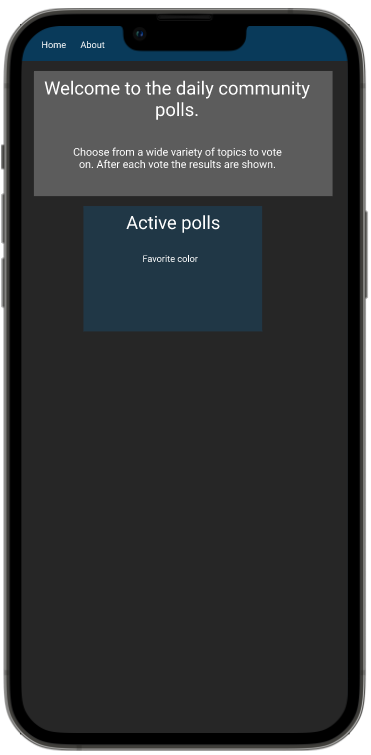 Home About
Welcome to the daily community
polls.
Choose from a wide variety of topics to vote
on. After each vote the results are shown.
Active polls
Favorite color